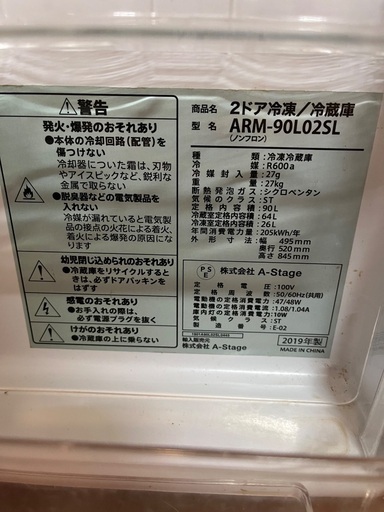 ⚠警告
発火・爆発のおそれあり
●本体の冷却回路(配管)を
傷つけない
冷却器についた霜は、刃物
やアイスピックなど、鋭利な
金属で取らない
●脱臭器などの電気製品を
入れない
冷媒が漏れていると電気製
品の接点の火花による着
火、着火による爆発の原因に
なります
幼児閉じ込められのおそれあり
●冷蔵庫をリサイクルすると
きは、必ずドアパッキンをは
ずす
感電のおそれあり
●お手入れの際は、
必ず電源プラグを抜く
けがのおそれあり
●冷蔵庫の上に乗らない
商品名 2ドア冷凍/冷蔵庫
型名 ARM-90L02SL
(ノンフロン)
種類:冷凍冷蔵庫
冷媒:R600a
冷媒封入量:27g
重量:27kg
断熱発泡ガス:シクロペンタン
気候のクラス:ST
定格内容積:90L
冷蔵室定格内容積:64L
冷凍室定格内容積:26L
年間消費電力量:205kWh/年
外形寸法:幅 495mm
奥行 520mm
高さ 845mm
PSE 株式会社 A-Stage
定格電圧:100V
定格周波数:50/60Hz(共用)
電動機の定格消費電力:47/48W
電動機の定格消費電流:1.08/1.04A
庫内灯の定格消費電力:10W
気候クラス:ST
製造番号:E-02
輸入販売元
株式会社 A-Stage
2019年製
MADE IN CHINA